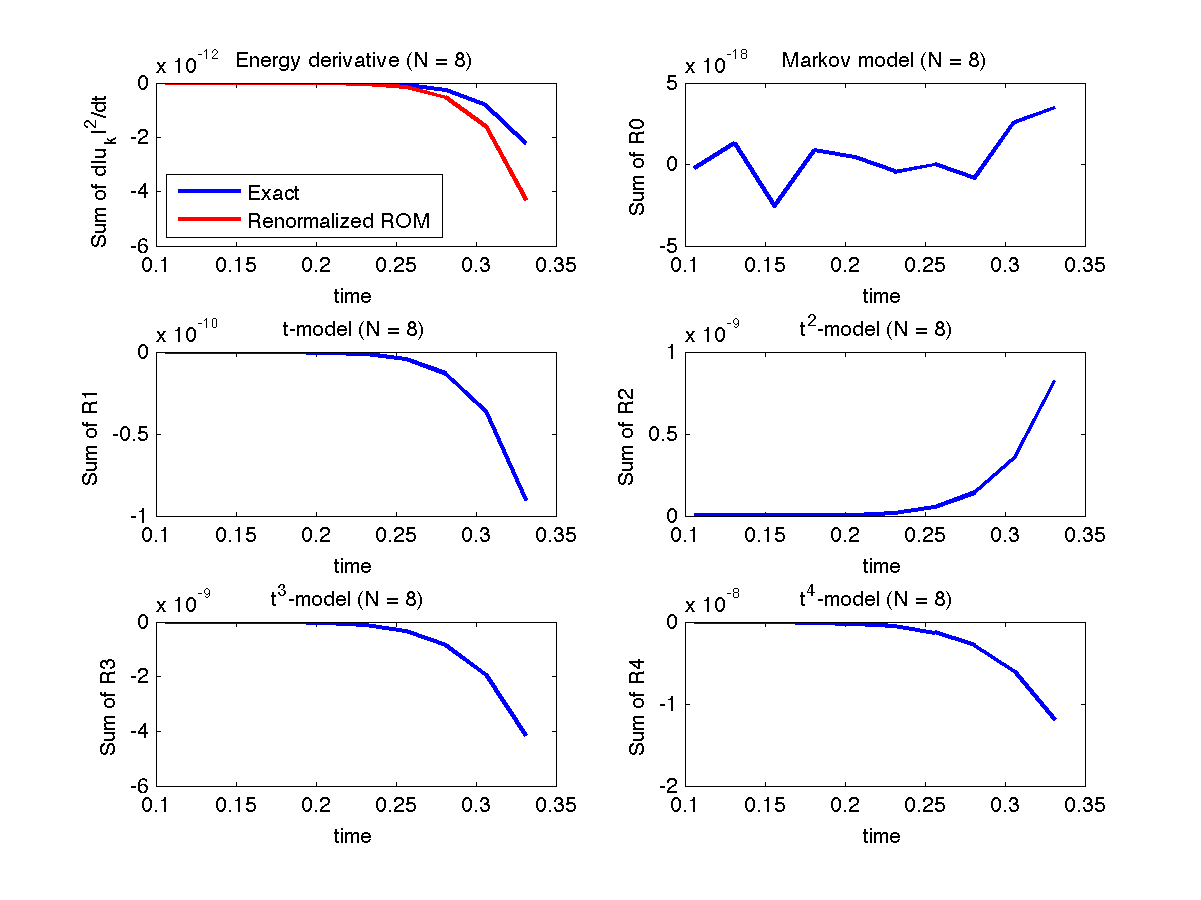 x 10^-12 Energy derivative (N = 8)
Sum of d|u_k|^2/dt
0
-2
-4
-6
Exact
Renormalized ROM
0.1 0.15 0.2 0.25 0.3 0.35
time
x 10^-18 Markov model (N = 8)
Sum of R0
5
0
-5
0.1 0.15 0.2 0.25 0.3 0.35
time
x 10^-10 t-model (N = 8)
Sum of R1
0
-0.5
-1
0.1 0.15 0.2 0.25 0.3 0.35
time
x 10^-9 t^2-model (N = 8)
Sum of R2
1
0.5
0
0.1 0.15 0.2 0.25 0.3 0.35
time
x 10^-9 t^3-model (N = 8)
Sum of R3
0
-2
-4
-6
0.1 0.15 0.2 0.25 0.3 0.35
time
x 10^-8 t^4-model (N = 8)
Sum of R4
0
-1
-2
0.1 0.15 0.2 0.25 0.3 0.35
time